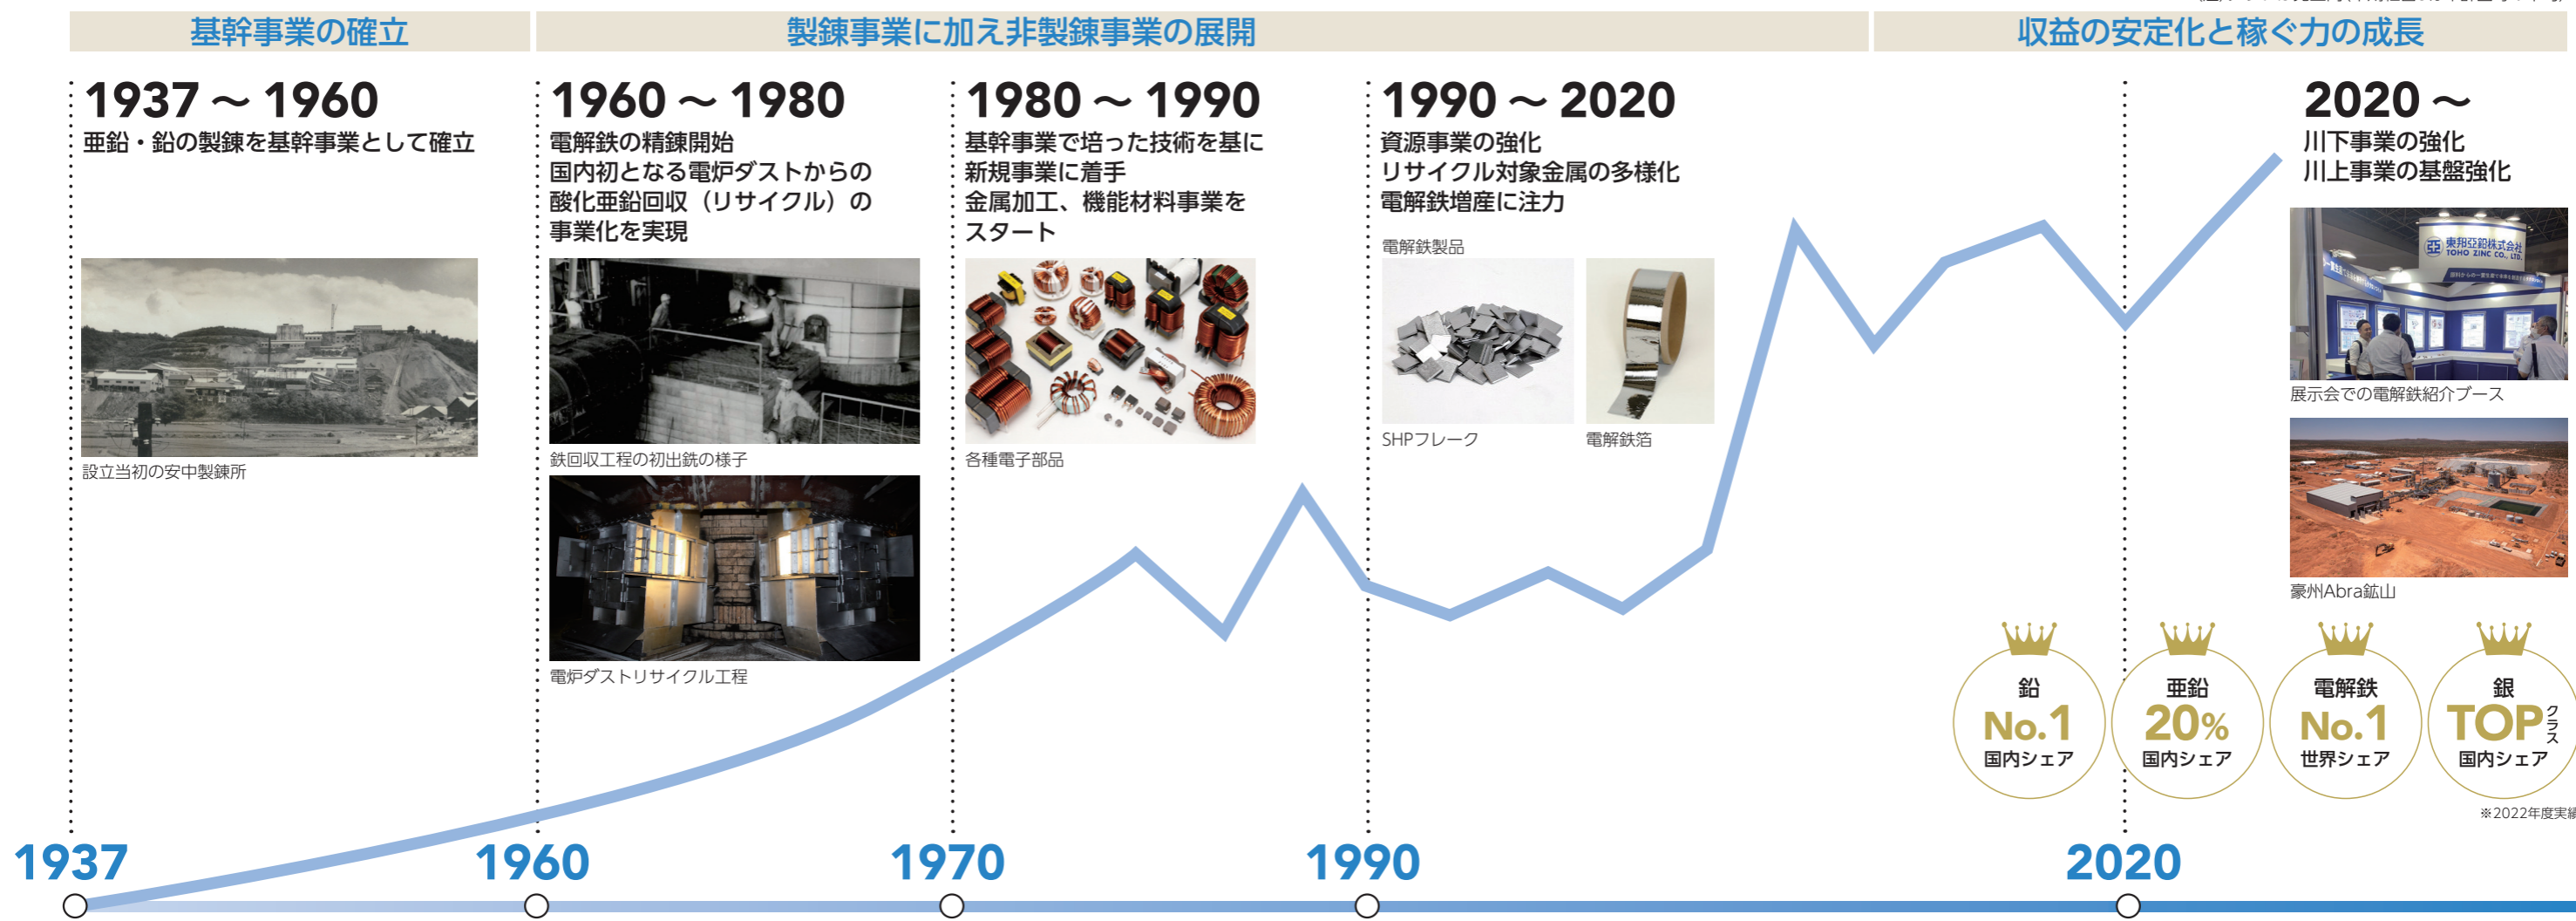 基幹事業の確立
製錬事業に加え非製錬事業の展開
収益の安定化と稼ぐ力の成長
1937 ～ 1960
亜鉛・鉛の製錬を基幹事業として確立
設立当初の安中製錬所
1960 ～ 1980
電解鉄の精錬開始
国内初となる電炉ダストからの
酸化亜鉛回収（リサイクル）の
事業化を実現
鉄回収工程の初出銑の様子
電炉ダストリサイクル工程
1980 ～ 1990
基幹事業で培った技術を基に
新規事業に着手
金属加工、機能材料事業を
スタート
各種電子部品
1990 ～ 2020
資源事業の強化
リサイクル対象金属の多様化
電解鉄増産に注力
電解鉄製品
SHPフレーク
電解鉄箔
2020 ～
川下事業の強化
川上事業の基盤強化
東邦亞鉛株式会社
TOHO ZINC CO., LTD.
展示会での電解鉄紹介ブース
豪州Abra鉱山
鉛
No.1
国内シェア
亜鉛
20%
国内シェア
電解鉄
No.1
世界シェア
銀
TOPクラス
国内シェア
※2022年度実績
1937
1960
1970
1990
2020